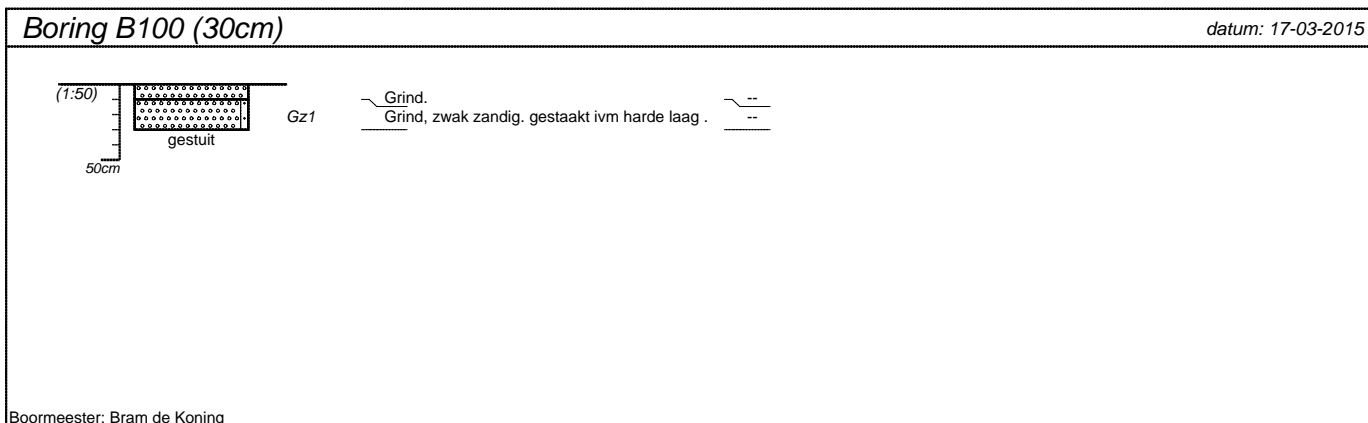 Boring B100 (30cm) datum: 17-03-2015
(1:50) Grind. --
Gz1 Grind, zwak zandig. gestaakt ivm harde laag . --
gestuit
50cm
Boormeester: Bram de Koning